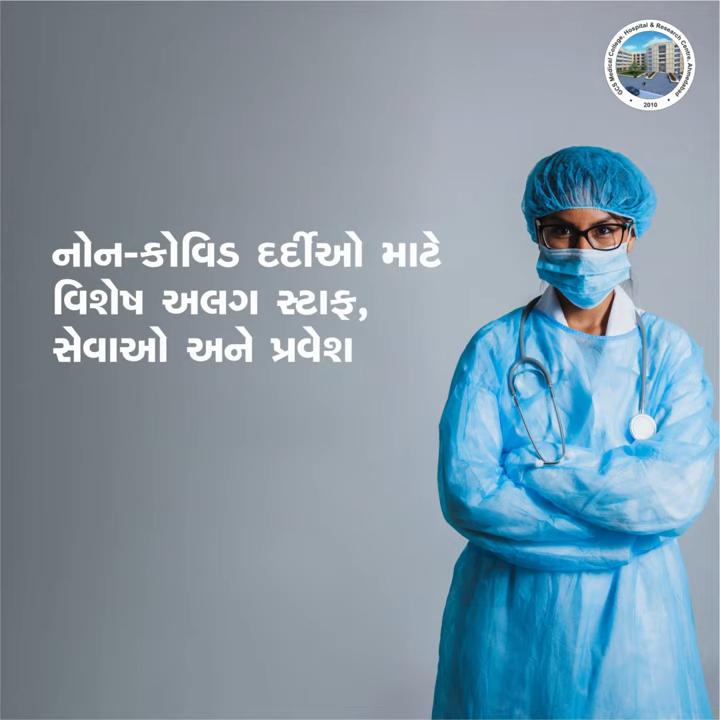 GCS Medical College, Hospital & Research Centre, Ahmedabad
2010
નોન-કોવિડ દર્દીઓ માટે
વિશેષ અલગ સ્ટાફ,
સેવાઓ અને પ્રવેશ